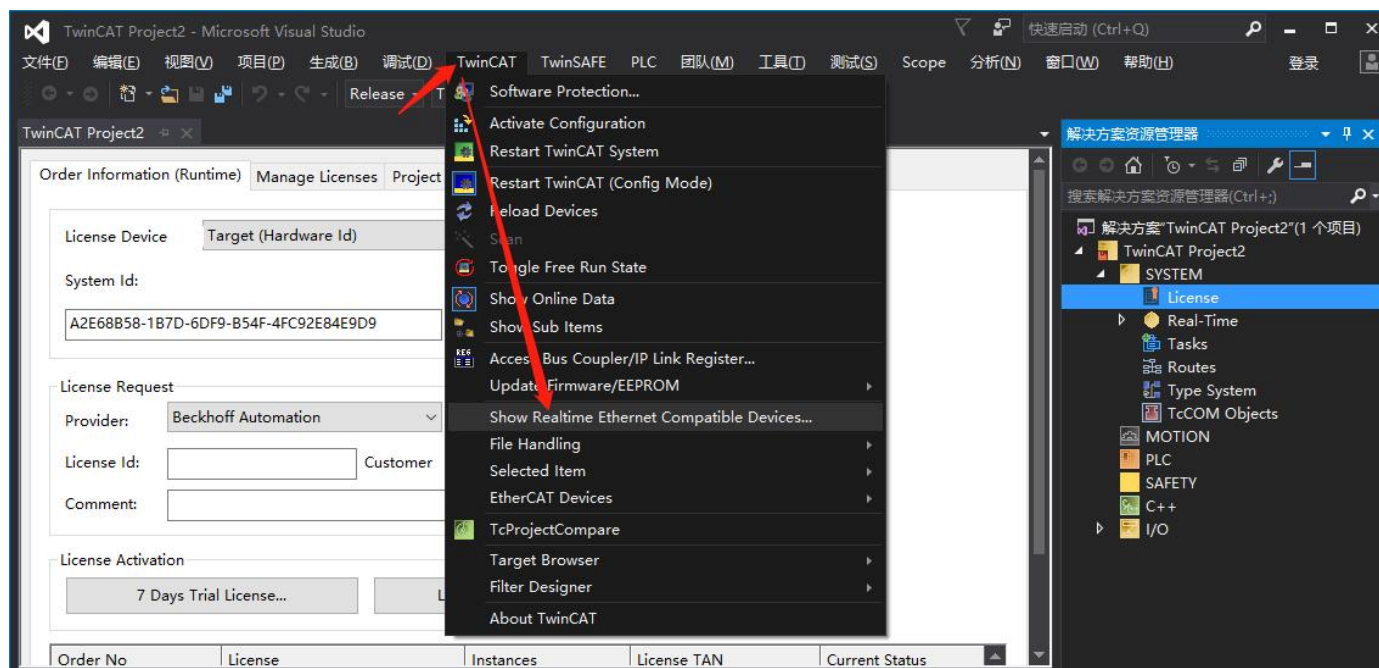 TwinCAT Project2 - Microsoft Visual Studio
快速启动 (Ctrl+Q)
文件(F) 编辑(E) 视图(V) 项目(P) 生成(B) 调试(D) TwinCAT TwinSAFE PLC 团队(M) 工具(T) 测试(S) Scope 分析(N) 窗口(W) 帮助(H) 登录
Release
TwinCAT Project2
Order Information (Runtime) Manage Licenses Project
License Device Target (Hardware Id)
System Id:
A2E68B58-1B7D-6DF9-B54F-4FC92E84E9D9
License Request
Provider: Beckhoff Automation
License Id: Customer
Comment:
License Activation
7 Days Trial License...
Order No License Instances License TAN Current Status
Software Protection...
Activate Configuration
Restart TwinCAT System
Restart TwinCAT (Config Mode)
Reload Devices
Scan
Toggle Free Run State
Show Online Data
Show Sub Items
Access Bus Coupler/IP Link Register...
Update Firmware/EEPROM
Show Realtime Ethernet Compatible Devices...
File Handling
Selected Item
EtherCAT Devices
TcProjectCompare
Target Browser
Filter Designer
About TwinCAT
解决方案资源管理器
搜索解决方案资源管理器(Ctrl+;)
解决方案"TwinCAT Project2"(1 个项目)
TwinCAT Project2
SYSTEM
License
Real-Time
Tasks
Routes
Type System
TcCOM Objects
MOTION
PLC
SAFETY
C++
I/O